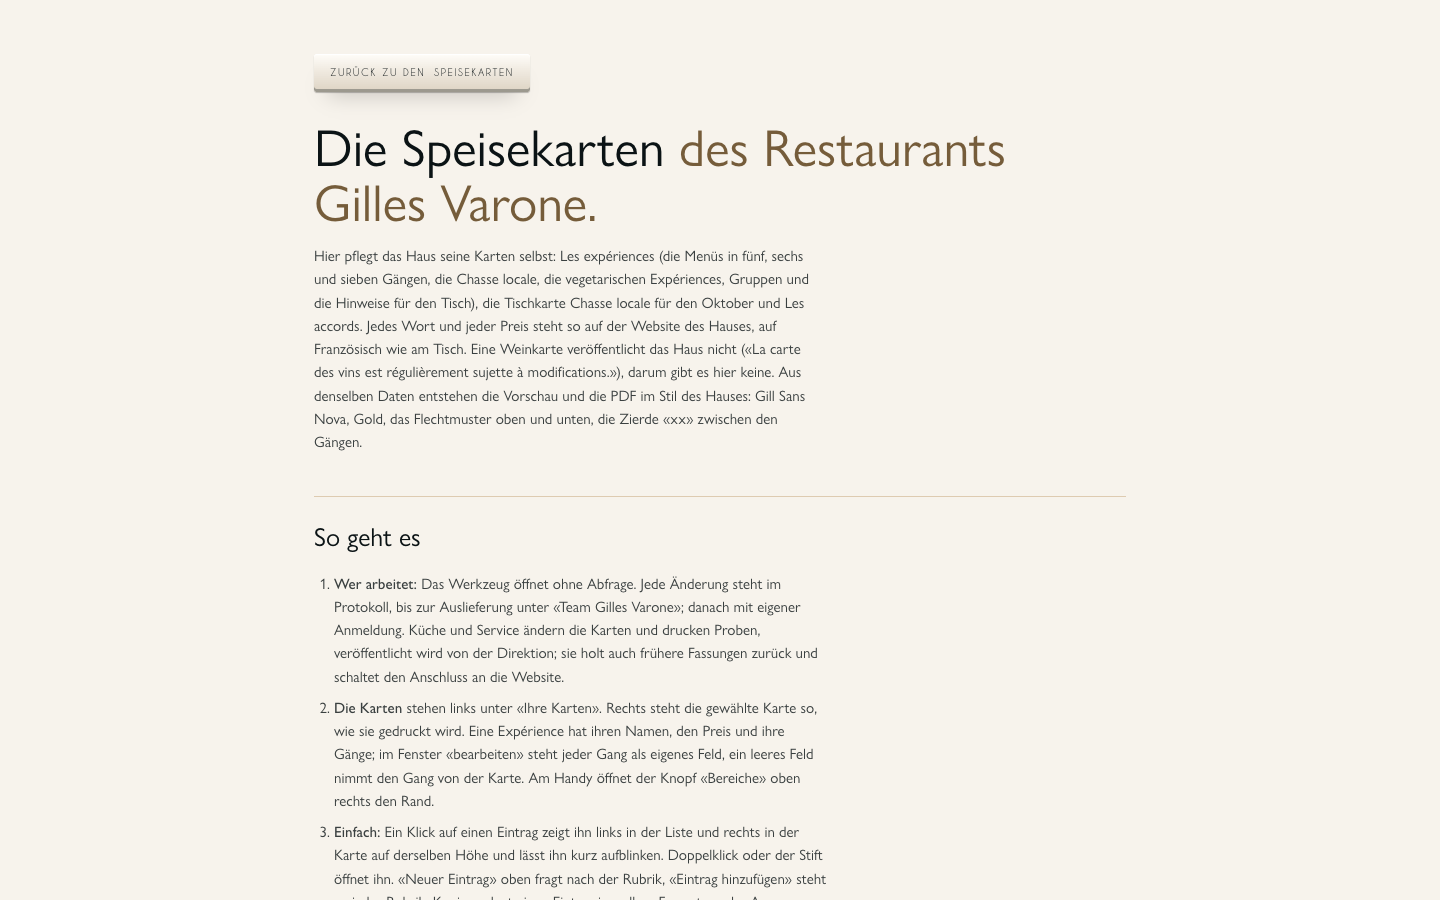 ZURÜCK ZU DEN SPEISEKARTEN
Die Speisekarten des Restaurants
Gilles Varone.
Hier pflegt das Haus seine Karten selbst: Les expériences (die Menüs in fünf, sechs
und sieben Gängen, die Chasse locale, die vegetarischen Expériences, Gruppen und
die Hinweise für den Tisch), die Tischkarte Chasse locale für den Oktober und Les
accords. Jedes Wort und jeder Preis steht so auf der Website des Hauses, auf
Französisch wie am Tisch. Eine Weinkarte veröffentlicht das Haus nicht («La carte
des vins est régulièrement sujette à modifications.»), darum gibt es hier keine. Aus
denselben Daten entstehen die Vorschau und die PDF im Stil des Hauses: Gill Sans
Nova, Gold, das Flechtmuster oben und unten, die Zierde «xx» zwischen den
Gängen.
So geht es
1. Wer arbeitet: Das Werkzeug öffnet ohne Abfrage. Jede Änderung steht im
Protokoll, bis zur Auslieferung unter «Team Gilles Varone»; danach mit eigener
Anmeldung. Küche und Service ändern die Karten und drucken Proben,
veröffentlicht wird von der Direktion; sie holt auch frühere Fassungen zurück und
schaltet den Anschluss an die Website.
2. Die Karten stehen links unter «Ihre Karten». Rechts steht die gewählte Karte so,
wie sie gedruckt wird. Eine Expérience hat ihren Namen, den Preis und ihre
Gänge; im Fenster «bearbeiten» steht jeder Gang als eigenes Feld, ein leeres Feld
nimmt den Gang von der Karte. Am Handy öffnet der Knopf «Bereiche» oben
rechts den Rand.
3. Einfach: Ein Klick auf einen Eintrag zeigt ihn links in der Liste und rechts in der
Karte auf derselben Höhe und lässt ihn kurz aufblinken. Doppelklick oder der Stift
öffnet ihn. «Neuer Eintrag» oben fragt nach der Rubrik, «Eintrag hinzufügen» steht